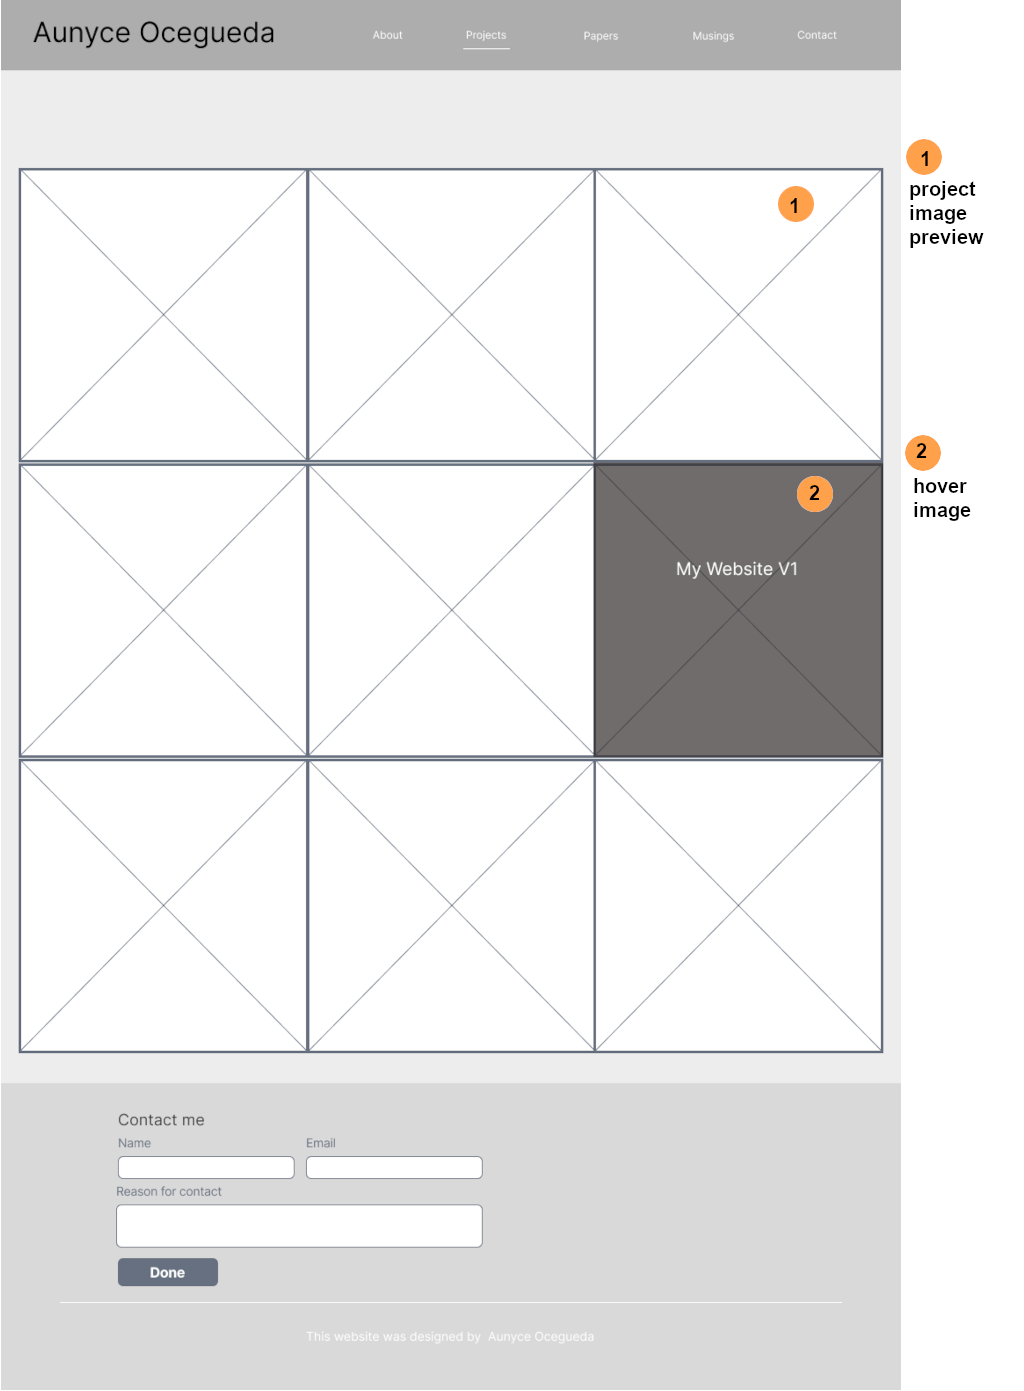 Aunyce Ocegueda
About
Projects
Papers
Musings
Contact
1
project
image
preview
1
2
hover
image
2
My Website V1
Contact me
Name
Email
Reason for contact
Done
This website was designed by  Aunyce Ocegueda